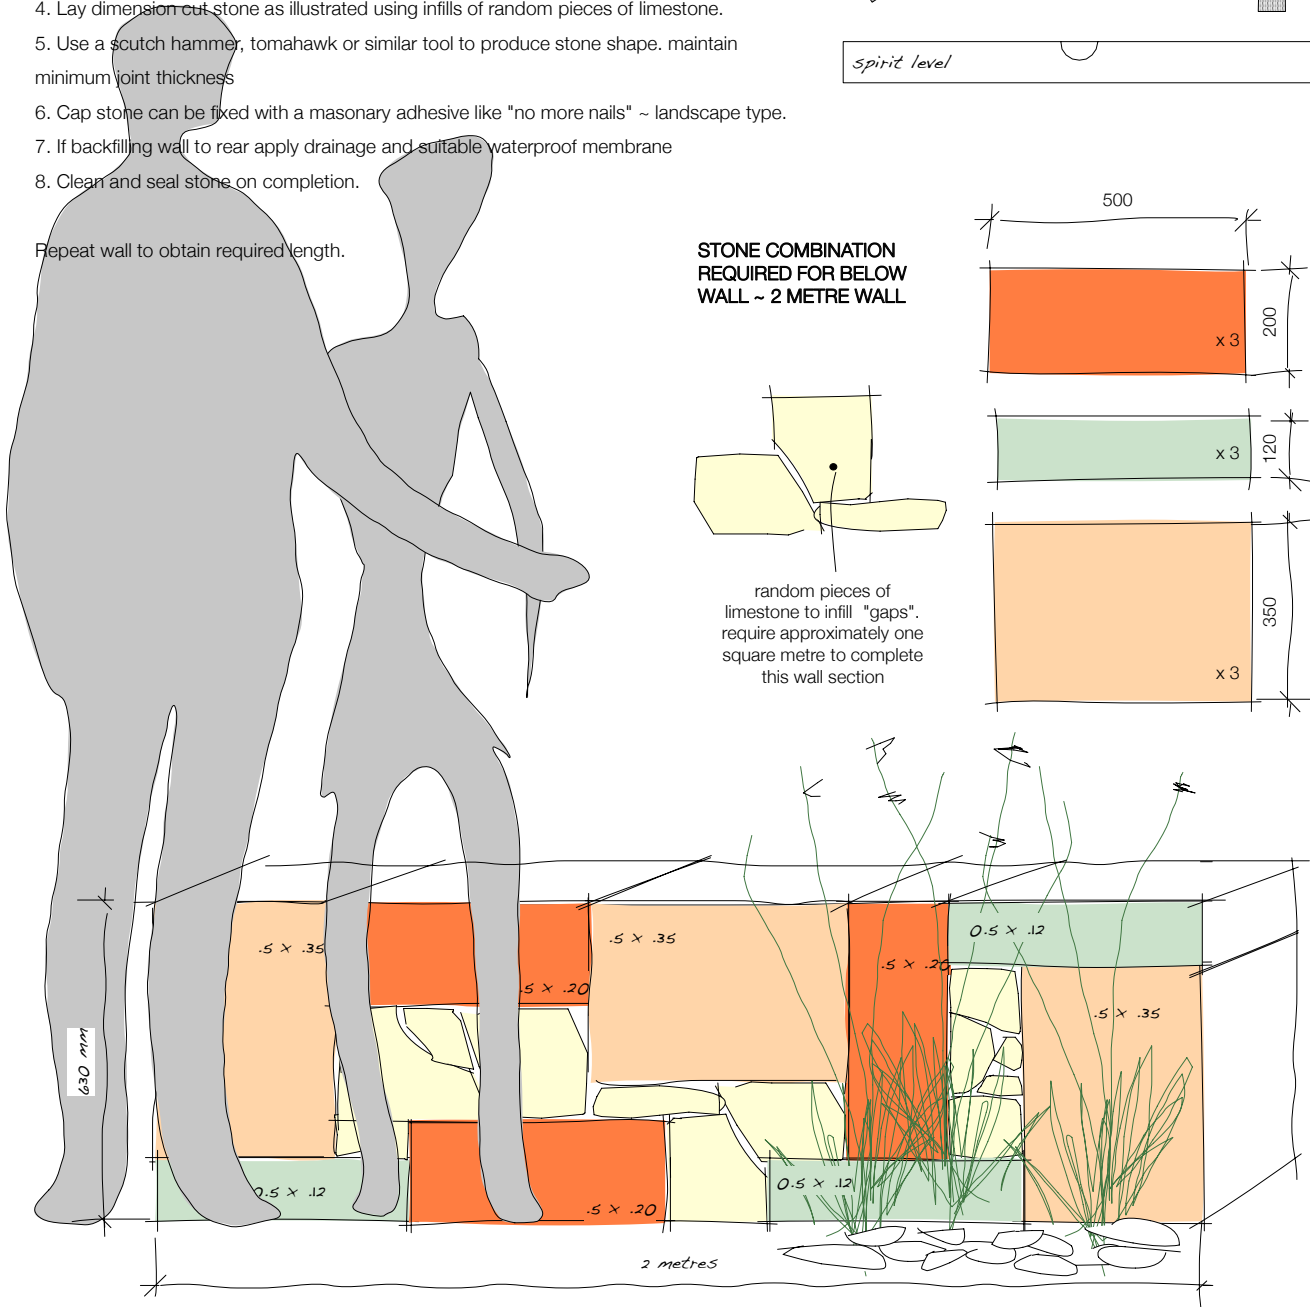 4. Lay dimension cut stone as illustrated using infills of random pieces of limestone.
5. Use a scutch hammer, tomahawk or similar tool to produce stone shape. maintain
minimum joint thickness
6. Cap stone can be fixed with a masonary adhesive like "no more nails" ~ landscape type.
7. If backfilling wall to rear apply drainage and suitable waterproof membrane
8. Clean and seal stone on completion.
Repeat wall to obtain required length.
spirit level
STONE COMBINATION
REQUIRED FOR BELOW
WALL ~ 2 METRE WALL
500
200
x 3
120
x 3
350
x 3
random pieces of
limestone to infill "gaps".
require approximately one
square metre to complete
this wall section
.5 x .35
.5 x .20
.5 x .35
.5 x .20
0.5 x .12
.5 x .35
630 mm
0.5 x .12
.5 x .20
0.5 x .12
2 metres